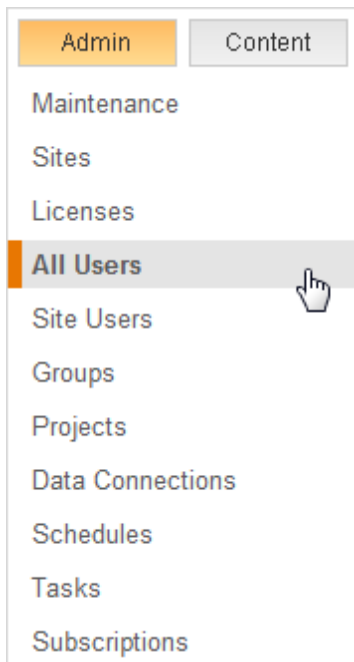 Admin Content
Maintenance
Sites
Licenses
All Users
Site Users
Groups
Projects
Data Connections
Schedules
Tasks
Subscriptions